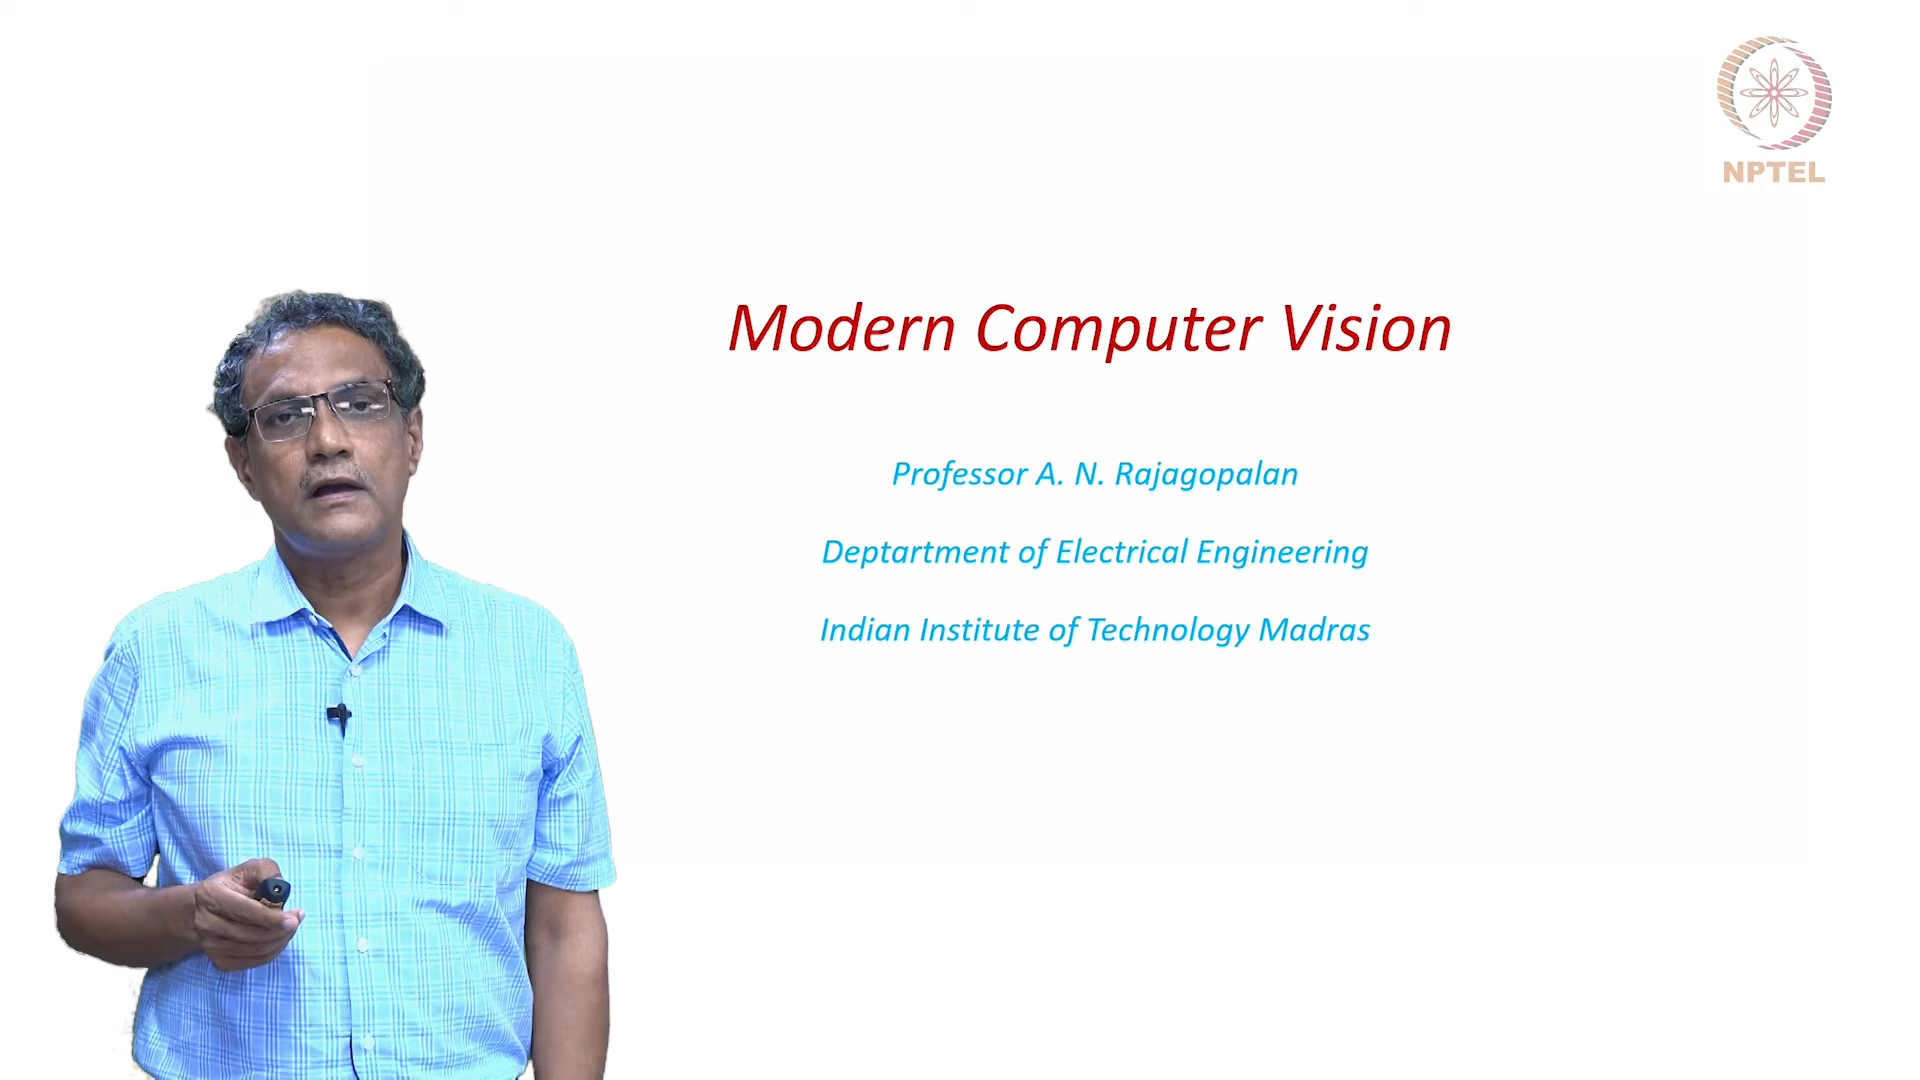 NPTEL
Modern Computer Vision
Professor A. N. Rajagopalan
Deptartment of Electrical Engineering
Indian Institute of Technology Madras